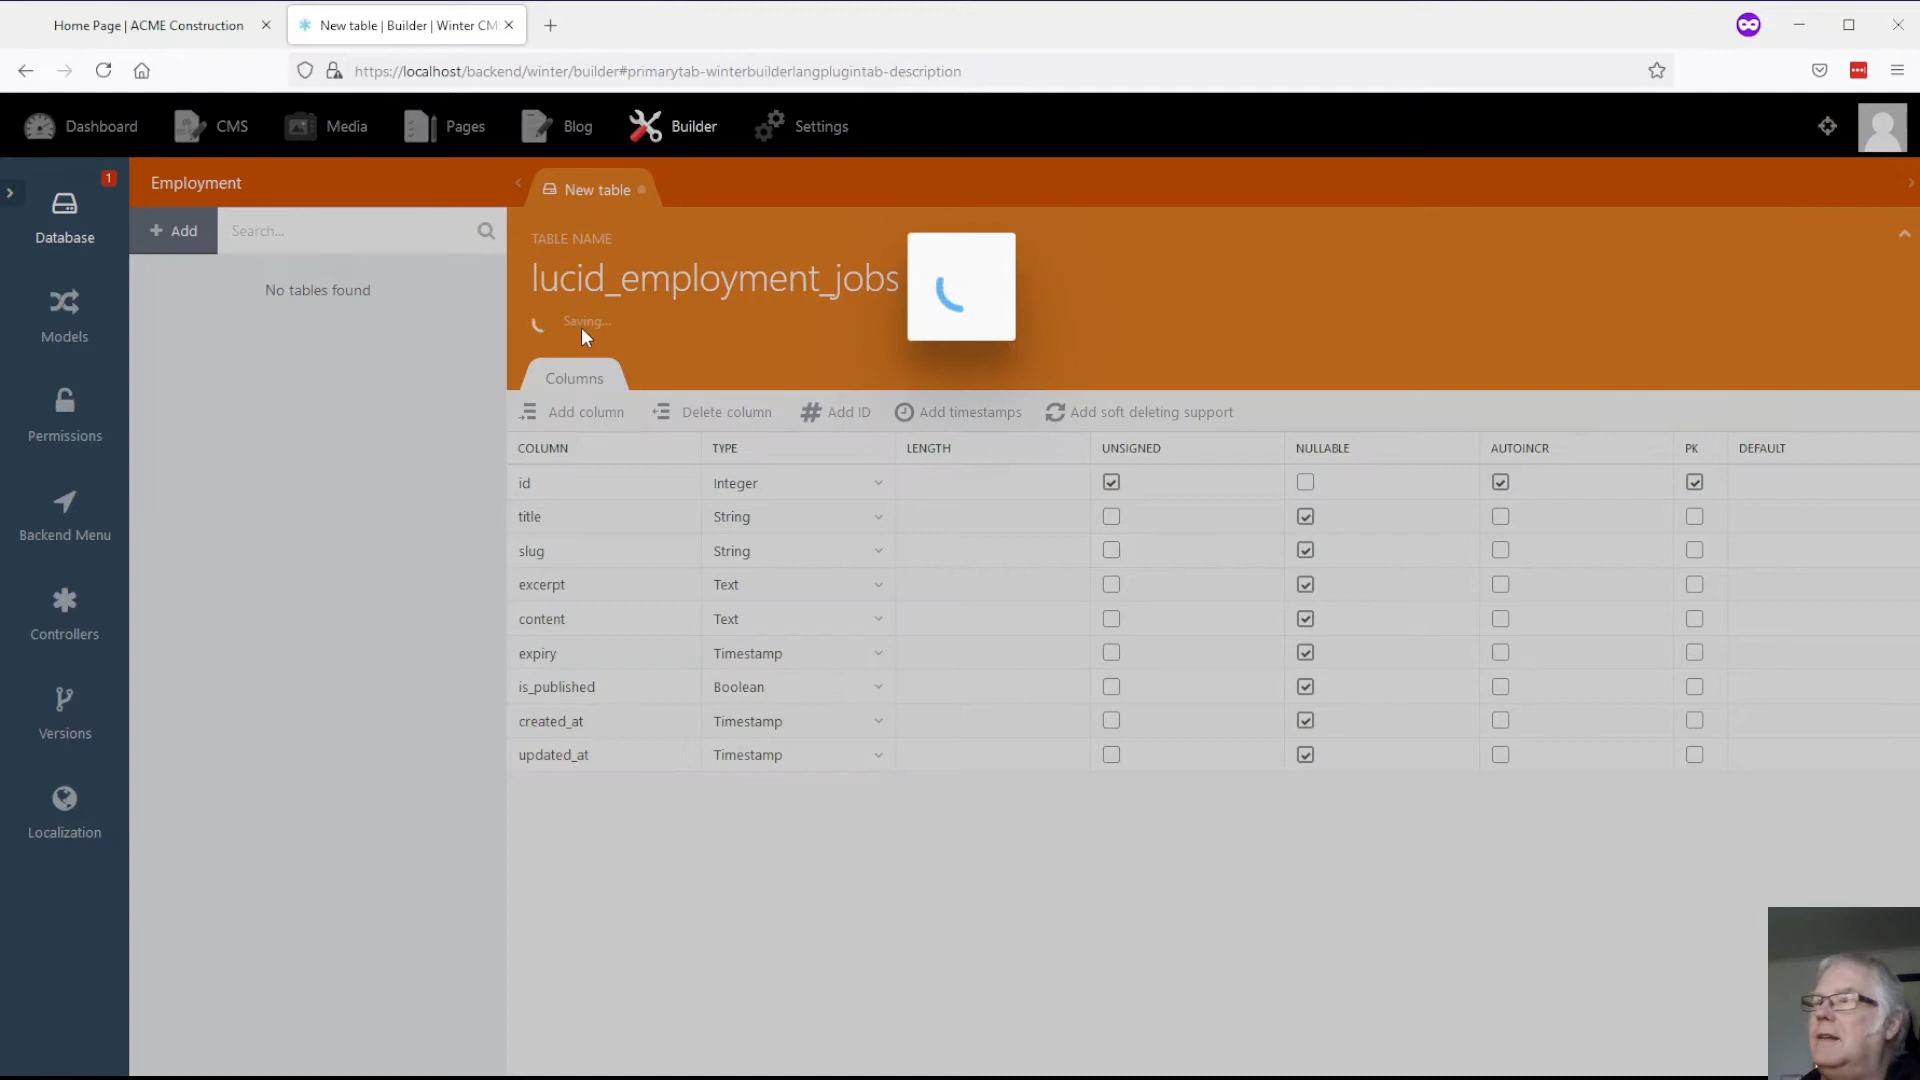 Home Page | ACME Construction
New table | Builder | Winter CM
https://localhost/backend/winter/builder#primarytab-winterbuilderlangplugintab-description
Dashboard
CMS
Media
Pages
Blog
Builder
Settings
1
Database
Models
Permissions
Backend Menu
Controllers
Versions
Localization
Employment
Add
Search...
No tables found
New table
TABLE NAME
lucid_employment_jobs
Saving...
Columns
Add column
Delete column
Add ID
Add timestamps
Add soft deleting support
COLUMN TYPE LENGTH UNSIGNED NULLABLE AUTOINCR PK DEFAULT
id Integer
title String
slug String
excerpt Text
content Text
expiry Timestamp
is_published Boolean
created_at Timestamp
updated_at Timestamp